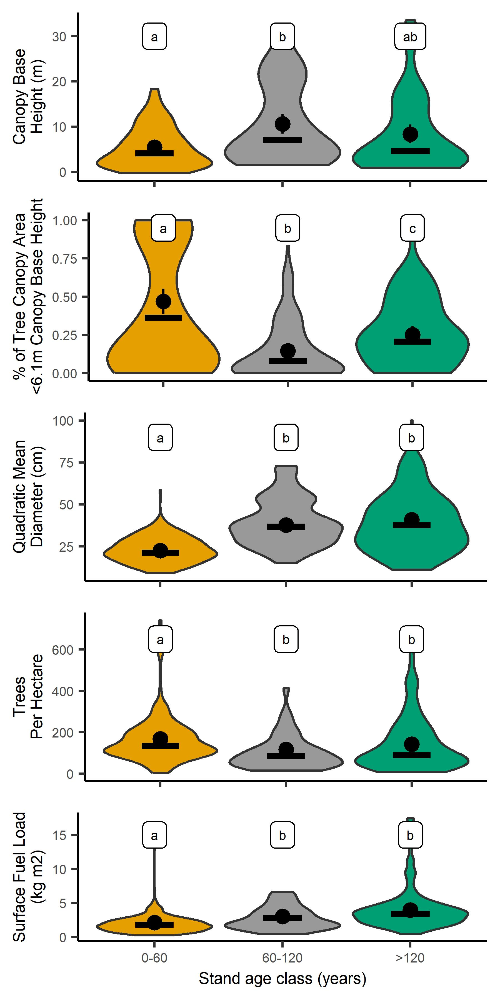 Canopy Base
Height (m)
30
20
10
0
a
b
ab
% of Tree Canopy Area
<6.1m Canopy Base Height
1.00
0.75
0.50
0.25
0.00
a
b
c
Quadratic Mean
Diameter (cm)
100
75
50
25
a
b
b
Trees
Per Hectare
600
400
200
0
a
b
b
Surface Fuel Load
(kg m2)
15
10
5
0
a
b
b
0-60
60-120
>120
Stand age class (years)